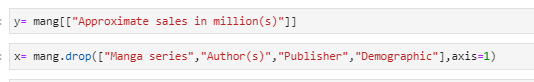 y= mang[["Approximate sales in million(s)"]]
x= mang.drop(["Manga series","Author(s)","Publisher","Demographic"],axis=1)